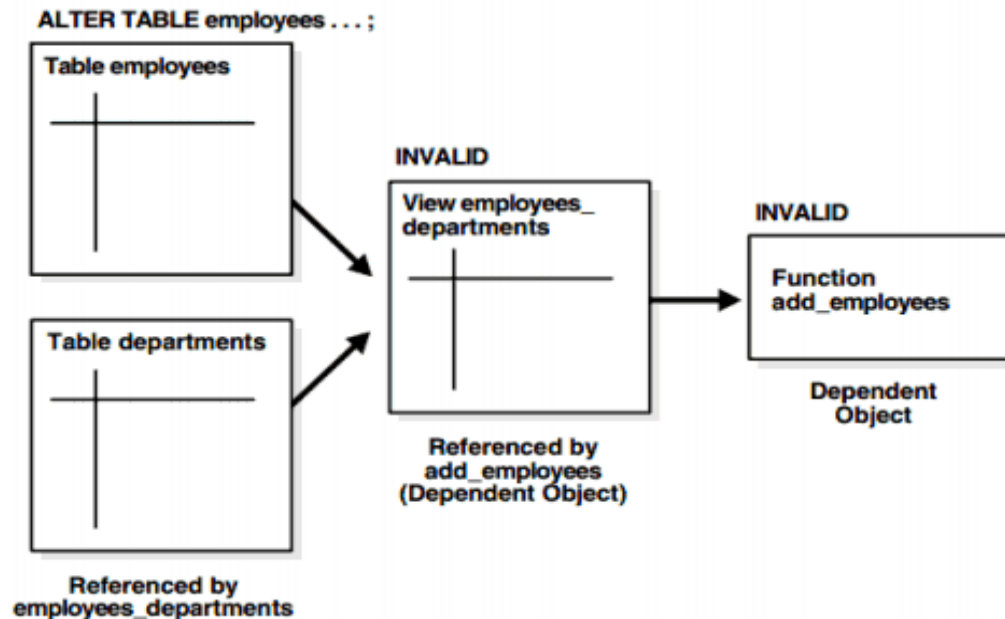 ALTER TABLE employees . . . ;
Table employees
INVALID
View employees_
departments
INVALID
Function
add_employees
Table departments
Dependent
Object
Referenced by
add_employees
(Dependent Object)
Referenced by
employees_departments